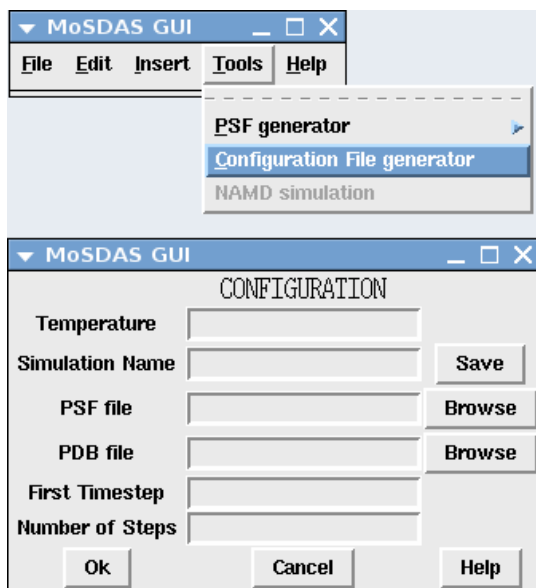 MoSDAS GUI
File Edit Insert Tools Help
PSF generator
Configuration File generator
NAMD simulation
MoSDAS GUI
CONFIGURATION
Temperature
Simulation Name Save
PSF file Browse
PDB file Browse
First Timestep
Number of Steps
Ok Cancel Help